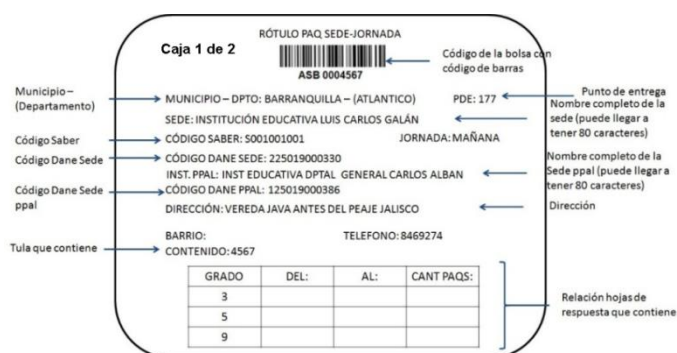 RÓTULO PAQ SEDE-JORNADA
Caja 1 de 2
ASB 0004567
Código de la bolsa con
código de barras
Municipio –
(Departamento)
MUNICIPIO – DPTO: BARRANQUILLA – (ATLANTICO) PDE: 177
Punto de entrega
SEDE: INSTITUCIÓN EDUCATIVA LUIS CARLOS GALÁN
Nombre completo de la
sede (puede llegar a
tener 80 caracteres)
Código Saber
CÓDIGO SABER: S001001001 JORNADA: MAÑANA
Código Dane Sede
CÓDIGO DANE SEDE: 225019000330
INST. PPAL: INST EDUCATIVA DPTAL GENERAL CARLOS ALBAN
Nombre completo de la
Sede ppal (puede llegar a
tener 80 caracteres)
Código Dane Sede
ppal
CÓDIGO DANE PPAL: 125019000386
DIRECCIÓN: VEREDA JAVA ANTES DEL PEAJE JALISCO
Dirección
BARRIO: TELEFONO: 8469274
Tula que contiene
CONTENIDO: 4567
GRADO DEL: AL: CANT PAQS:
3
5
9
Relación hojas de
respuesta que contiene